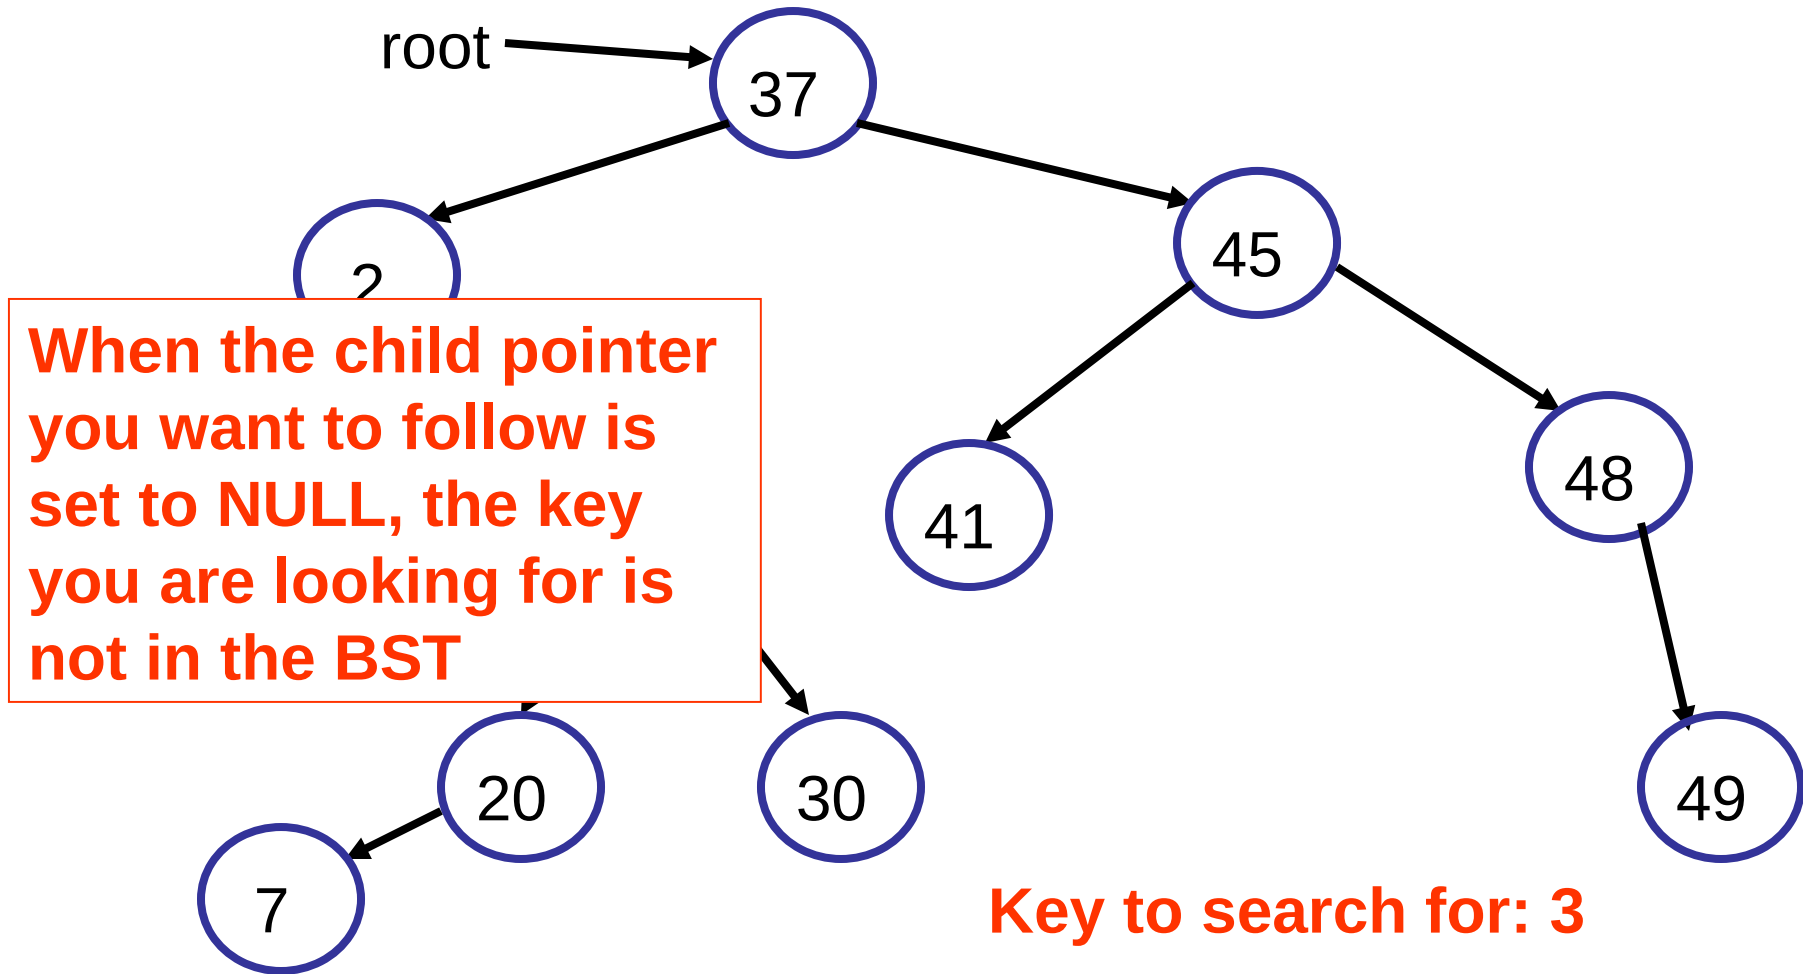 root
37
2
45
When the child pointer
you want to follow is
set to NULL, the key
you are looking for is
not in the BST
48
41
20
30
49
7
Key to search for: 3